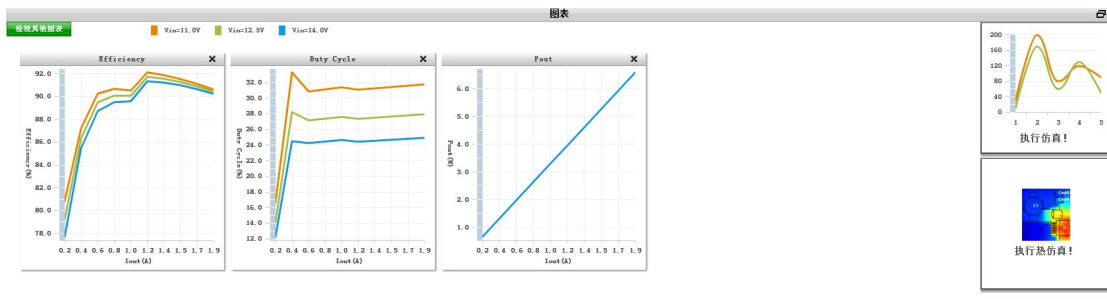 图表
检视其他图表
Vin=11.0V Vin=12.5V Vin=14.0V
Efficiency
92.0
90.0
88.0
86.0
84.0
82.0
80.0
78.0
Efficiency(%)
0.2 0.4 0.6 0.8 1.0 1.2 1.4 1.5 1.7 1.9
Iout(A)
Duty Cycle
32.0
30.0
28.0
26.0
24.0
22.0
20.0
18.0
16.0
14.0
12.0
Duty Cycle(%)
0.2 0.4 0.6 0.8 1.0 1.2 1.4 1.5 1.7 1.9
Iout(A)
Pout
6.0
5.0
4.0
3.0
2.0
1.0
Pout(W)
0.2 0.4 0.6 0.8 1.0 1.2 1.4 1.5 1.7 1.9
Iout(A)
200
160
120
80
40
0
1 2 3 4 5
执行仿真!
执行热仿真!